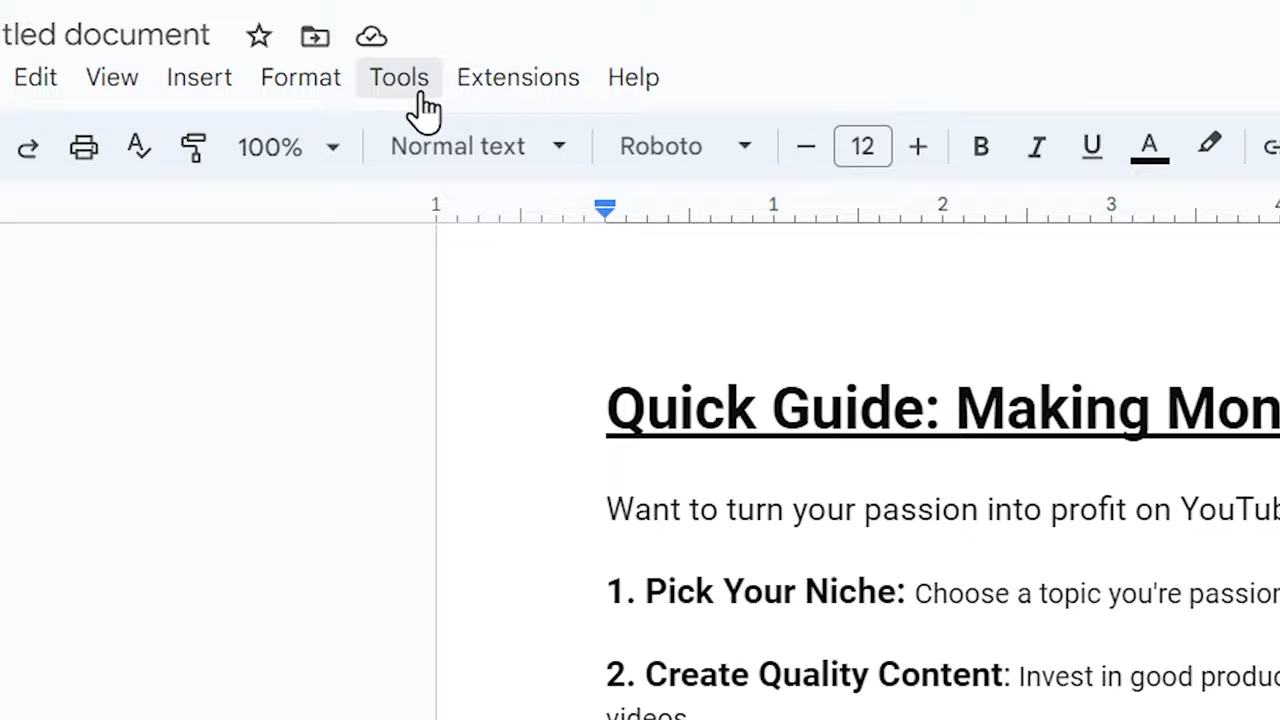 tled document
Edit View Insert Format Tools Extensions Help
100% Normal text Roboto 12 B I U A
1 1 2 3
Quick Guide: Making Mon
Want to turn your passion into profit on YouTub
1. Pick Your Niche: Choose a topic you're passion
2. Create Quality Content: Invest in good produc
videos.